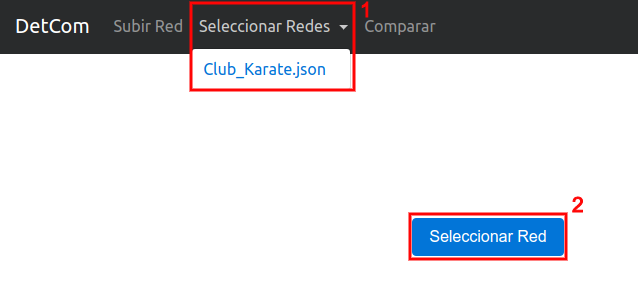 DetCom Subir Red Seleccionar Redes Comparar
1
Club_Karate.json
2
Seleccionar Red